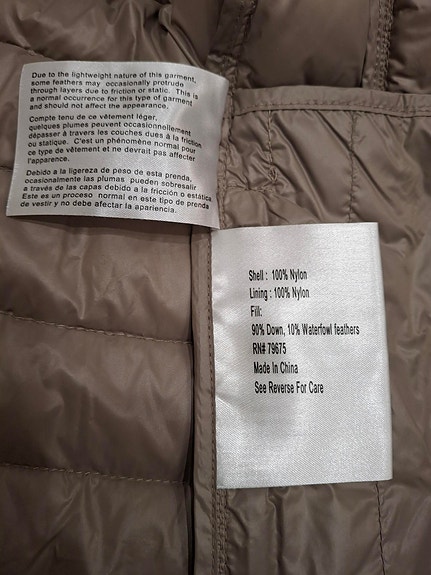 Due to the lightweight nature of this garment,
some feathers may occasionally protrude
through layers due to friction or static. This is
a normal occurrence for this type of garment
and should not affect the appearance.
Compte tenu de ce vêtement léger,
quelques plumes peuvent occasionnellement
dépasser à travers les couches dues à la friction
ou statique. C'est un phénomène normal pour
ce type de vêtement et ne devrait pas affecter
l'apparence.
Debido a la ligereza de peso de esta prenda,
ocasionalmente las plumas pueden sobresalir
a través de las capas debido a la fricción o estática.
Este es un proceso normal en este tipo de prenda
de vestir y no debe afectar la apariencia.
Shell : 100% Nylon
Lining : 100% Nylon
Fill:
90% Down, 10% Waterfowl feathers
RN# 79675
Made In China
See Reverse For Care